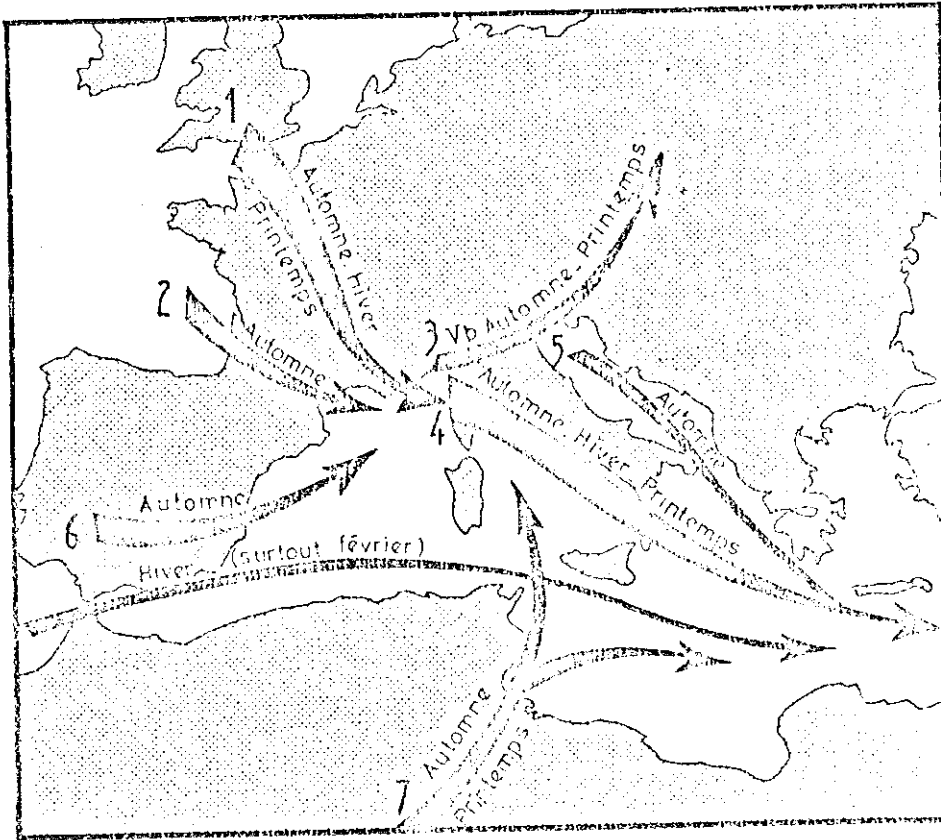 1
Automne Hiver
Printemps
2
Automne
3 Vb Automne-Printemps
5
Automne
4
Automne Hiver Printemps
6
Automne
Hiver (surtout février)
7
Automne
Printemps